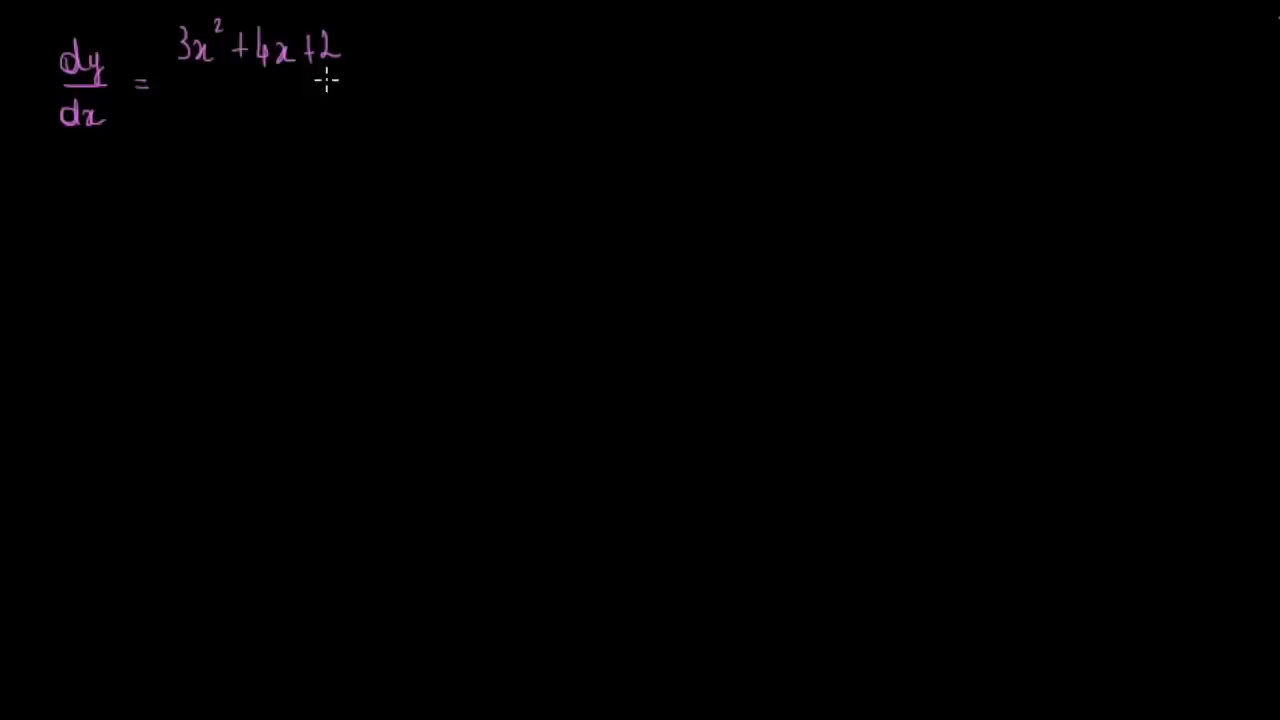 dy/dx = 3x² + 4x + 2